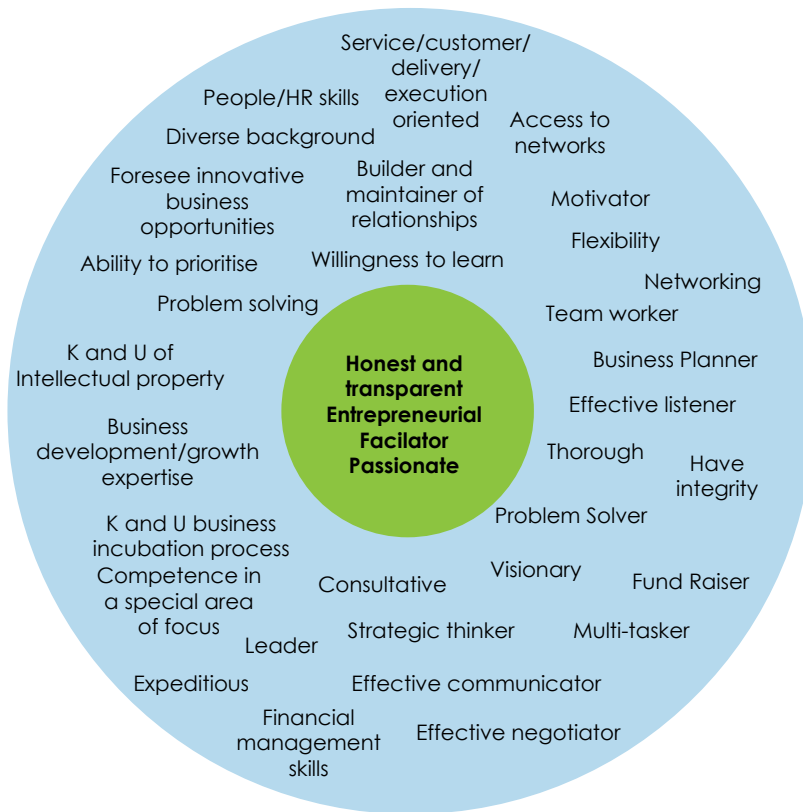 Service/customer/
delivery/
execution
oriented
People/HR skills
Diverse background
Access to
networks
Foresee innovative
business
opportunities
Builder and
maintainer of
relationships
Motivator
Flexibility
Ability to prioritise
Willingness to learn
Networking
Problem solving
Team worker
K and U of
Intellectual property
Honest and
transparent
Entrepreneurial
Facilator
Passionate
Business Planner
Effective listener
Business
development/growth
expertise
Thorough
Have
integrity
Problem Solver
K and U business
incubation process
Competence in
a special area
of focus
Consultative
Visionary
Fund Raiser
Leader
Strategic thinker
Multi-tasker
Expeditious
Effective communicator
Financial
management
skills
Effective negotiator